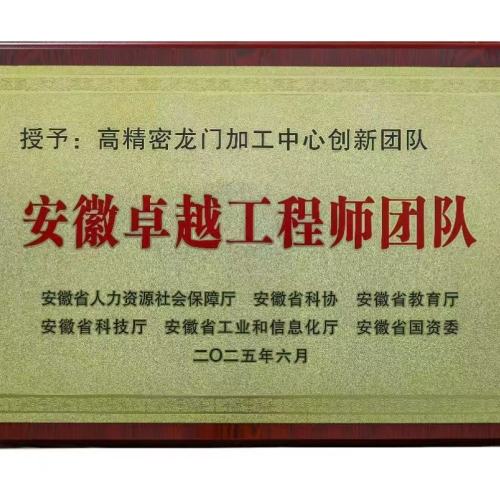 授予：高精密龙门加工中心创新团队
安徽卓越工程师团队
安徽省人力资源社会保障厅 安徽省科协 安徽省教育厅
安徽省科技厅 安徽省工业和信息化厅 安徽省国资委
二〇二五年六月